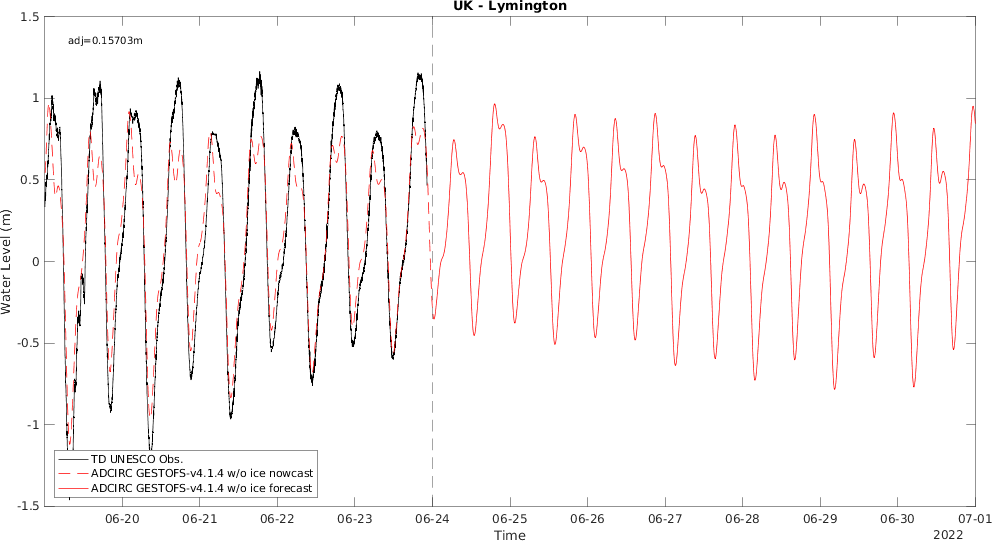 UK - Lymington
adj=0.15703m
1.5
1
0.5
0
-0.5
-1
-1.5
Water Level (m)
TD UNESCO Obs.
ADCIRC GESTOFS-v4.1.4 w/o ice nowcast
ADCIRC GESTOFS-v4.1.4 w/o ice forecast
06-20 06-21 06-22 06-23 06-24 06-25 06-26 06-27 06-28 06-29 06-30 07-01
Time
2022